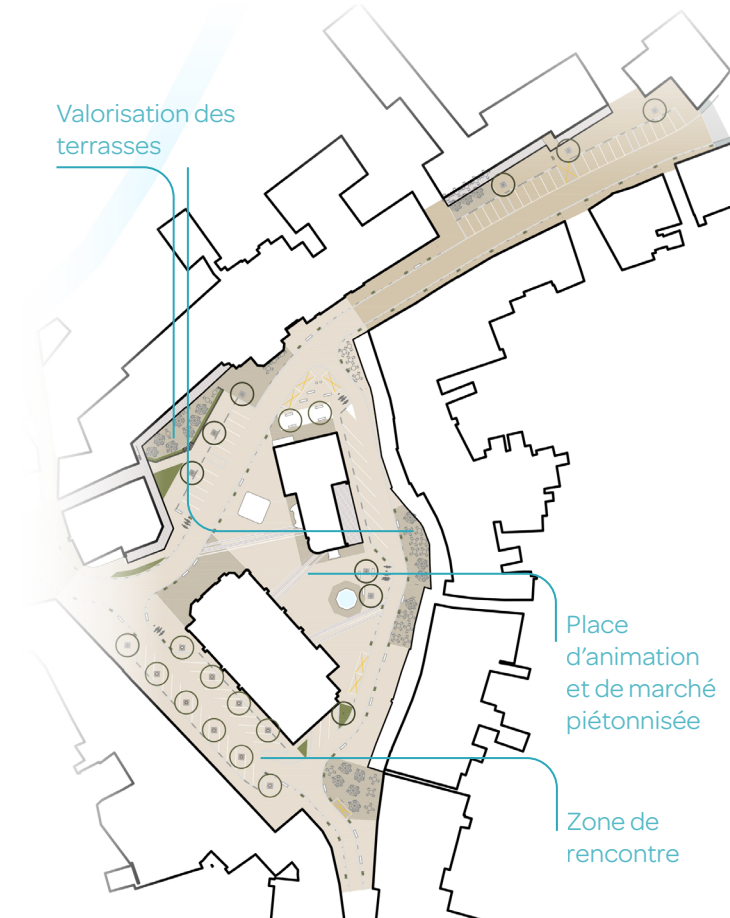 Valorisation des
terrasses
Place
d'animation
et de marché
piétonnisée
Zone de
rencontre